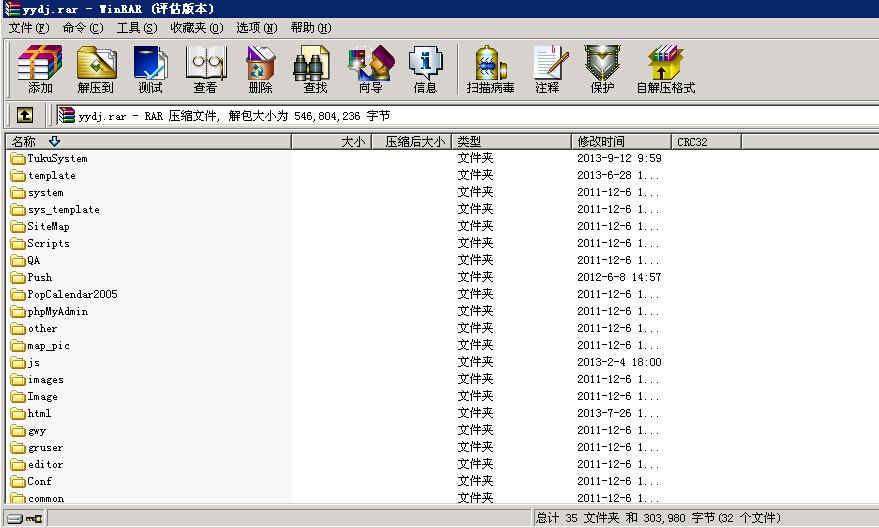 yydj.rar - WinRAR (评估版本)
文件(F) 命令(C) 工具(S) 收藏夹(O) 选项(N) 帮助(H)
添加 解压到 测试 查看 删除 查找 向导 信息 扫描病毒 注释 保护 自解压格式
yydj.rar - RAR 压缩文件, 解包大小为 546,804,236 字节
名称 大小 压缩后大小 类型 修改时间 CRC32
TukuSystem 文件夹 2013-9-12 9:59
template 文件夹 2013-6-28 1...
system 文件夹 2011-12-6 1...
sys_template 文件夹 2011-12-6 1...
SiteMap 文件夹 2011-12-6 1...
Scripts 文件夹 2011-12-6 1...
QA 文件夹 2011-12-6 1...
Push 文件夹 2012-6-8 14:57
PopCalendar2005 文件夹 2011-12-6 1...
phpMyAdmin 文件夹 2011-12-6 1...
other 文件夹 2011-12-6 1...
map_pic 文件夹 2011-12-6 1...
js 文件夹 2013-2-4 18:00
images 文件夹 2011-12-6 1...
Image 文件夹 2011-12-6 1...
html 文件夹 2013-7-26 1...
gwy 文件夹 2011-12-6 1...
gruser 文件夹 2011-12-6 1...
editor 文件夹 2011-12-6 1...
Conf 文件夹 2011-12-6 1...
common 文件夹 2011-12-6 1...
总计 35 文件夹 和 303,980 字节(32 个文件)